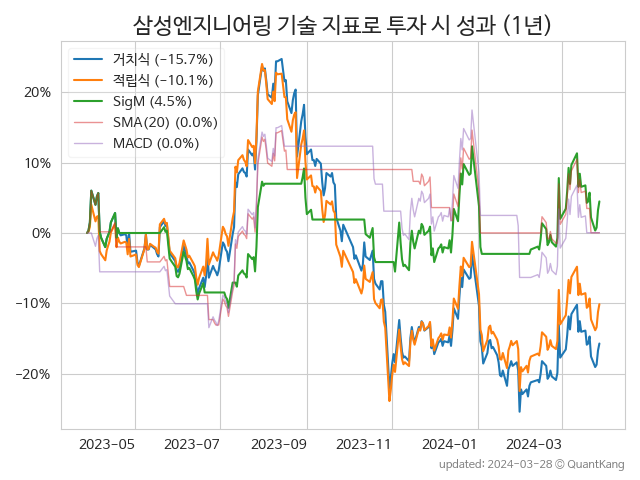 삼성엔지니어링 기술 지표로 투자 시 성과 (1년)
거치식 (−15.7%)
적립식 (−10.1%)
SigM (4.5%)
SMA(20) (0.0%)
MACD (0.0%)
20%
10%
0%
−10%
−20%
2023-05 2023-07 2023-09 2023-11 2024-01 2024-03
updated: 2024-03-28 © QuantKang